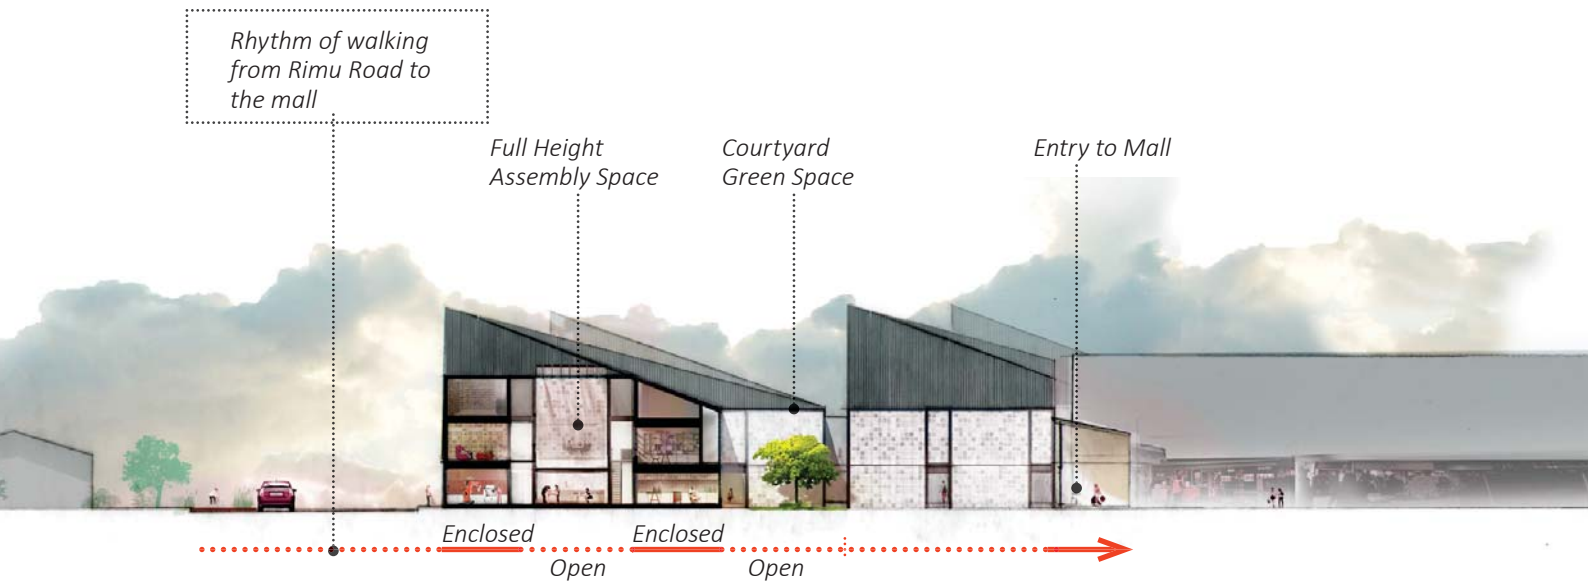 Rhythm of walking
from Rimu Road to
the mall
Full Height
Assembly Space
Courtyard
Green Space
Entry to Mall
Enclosed
Enclosed
Open
Open